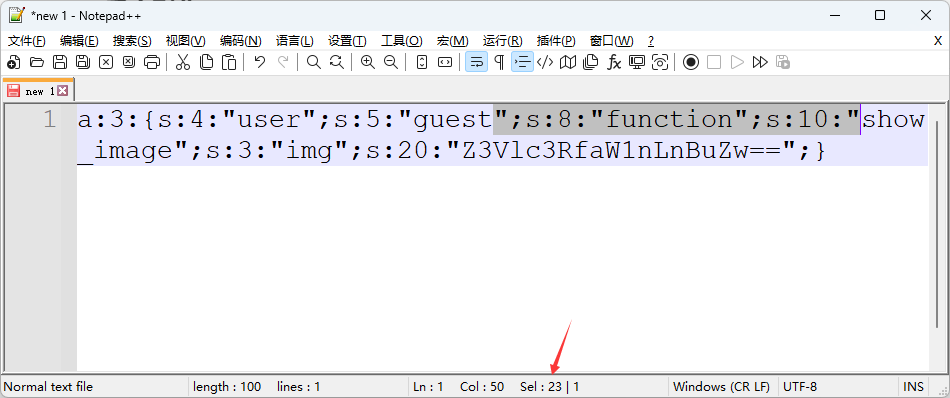 *new 1 - Notepad++
文件(F) 编辑(E) 搜索(S) 视图(V) 编码(N) 语言(L) 设置(T) 工具(O) 宏(M) 运行(R) 插件(P) 窗口(W) ? X
new 1
1 a:3:{s:4:"user";s:5:"guest";s:8:"function";s:10:"show
_image";s:3:"img";s:20:"Z3Vlc3RfaW1nLnBuZw==";}
Normal text file length : 100 lines : 1 Ln : 1 Col : 50 Sel : 23 | 1 Windows (CR LF) UTF-8 INS